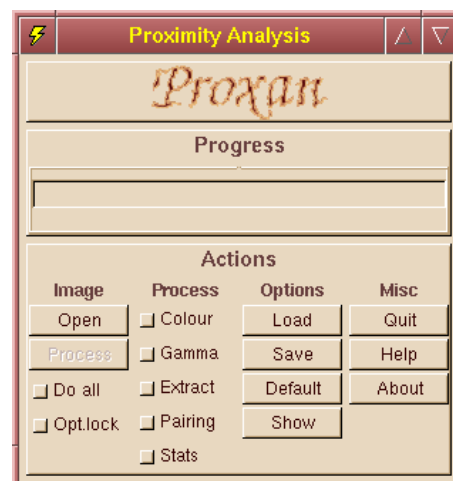 Proximity Analysis
Proxan
Progress
Actions
Image Process Options Misc
Open Colour Load Quit
Process Gamma Save Help
Do all Extract Default About
Opt.lock Pairing Show
Stats